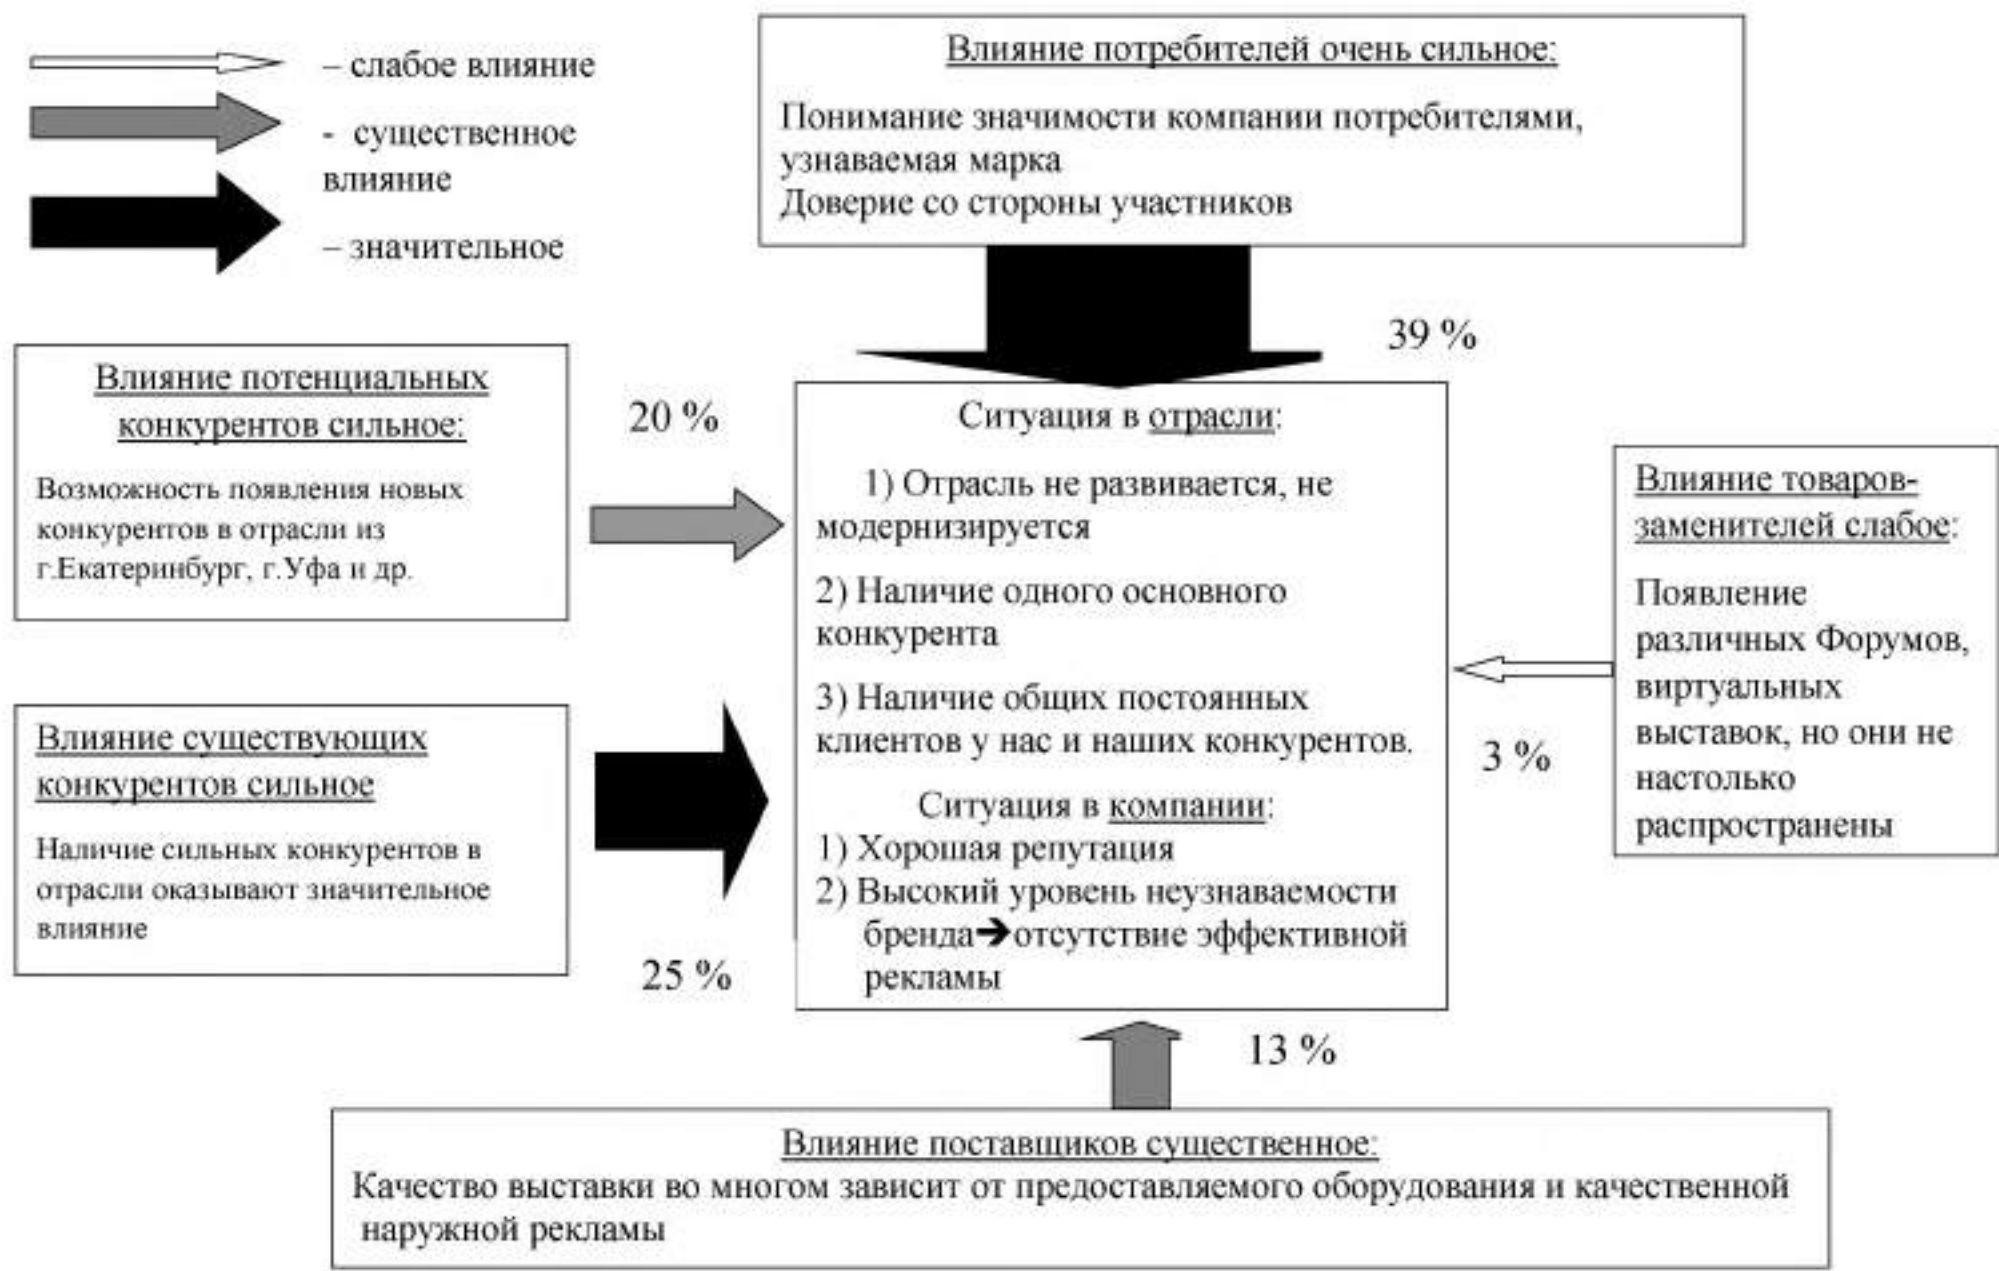 – слабое влияние
- существенное
влияние
– значительное
Влияние потребителей очень сильное:
Понимание значимости компании потребителями,
узнаваемая марка
Доверие со стороны участников
39 %
Влияние потенциальных
конкурентов сильное:
Возможность появления новых
конкурентов в отрасли из
г.Екатеринбург, г.Уфа и др.
20 %
Влияние существующих
конкурентов сильное
Наличие сильных конкурентов в
отрасли оказывают значительное
влияние
25 %
Ситуация в отрасли:
1) Отрасль не развивается, не
модернизируется
2) Наличие одного основного
конкурента
3) Наличие общих постоянных
клиентов у нас и наших конкурентов.
Ситуация в компании:
1) Хорошая репутация
2) Высокий уровень неузнаваемости
бренда➔отсутствие эффективной
рекламы
Влияние товаров-
заменителей слабое:
Появление
различных Форумов,
виртуальных
выставок, но они не
настолько
распространены
3 %
13 %
Влияние поставщиков существенное:
Качество выставки во многом зависит от предоставляемого оборудования и качественной
наружной рекламы